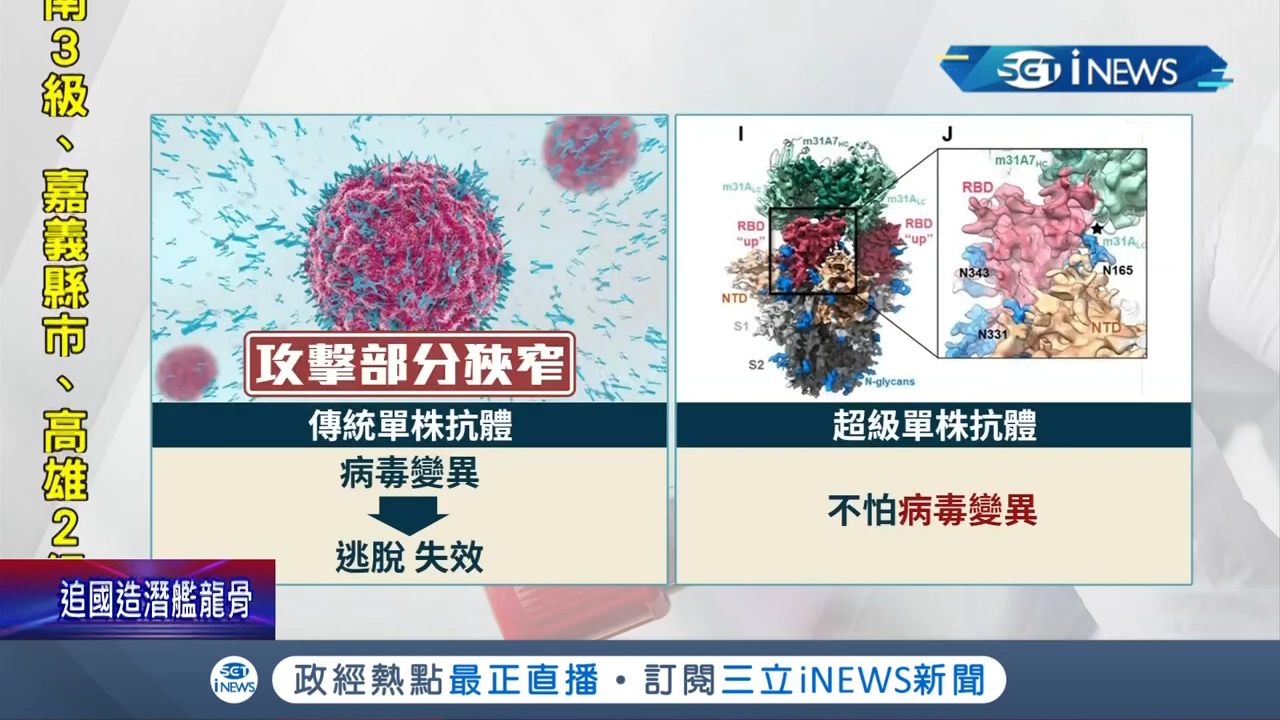 南3級、嘉義縣市、高雄2級
SET iNEWS
攻擊部分狹窄
傳統單株抗體
病毒變異
逃脫 失效
I
m31A7HC
m31ALC
m31ALC
RBD
“up”
RBD
“up”
NTD
S1
S2
N-glycans
J
m31A7HC
RBD
m31ALC
N343
N165
N331
NTD
超級單株抗體
不怕病毒變異
追國造潛艦龍骨
SET iNEWS
政經熱點最正直播・訂閱三立iNEWS新聞